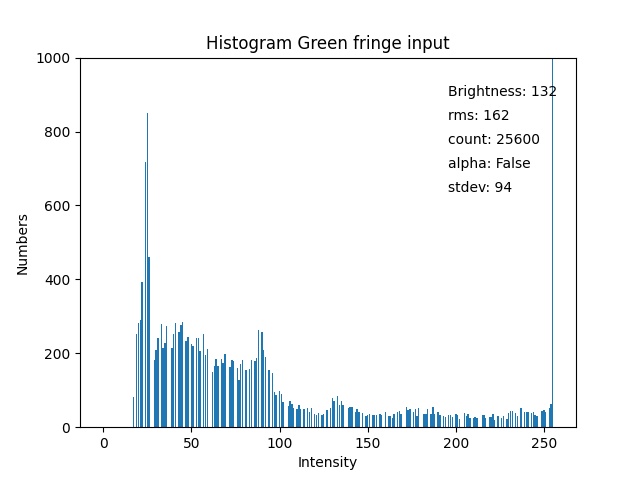 Histogram Green fringe input
1000
800
600
400
200
0
Numbers
Brightness: 132
rms: 162
count: 25600
alpha: False
stdev: 94
0 50 100 150 200 250
Intensity